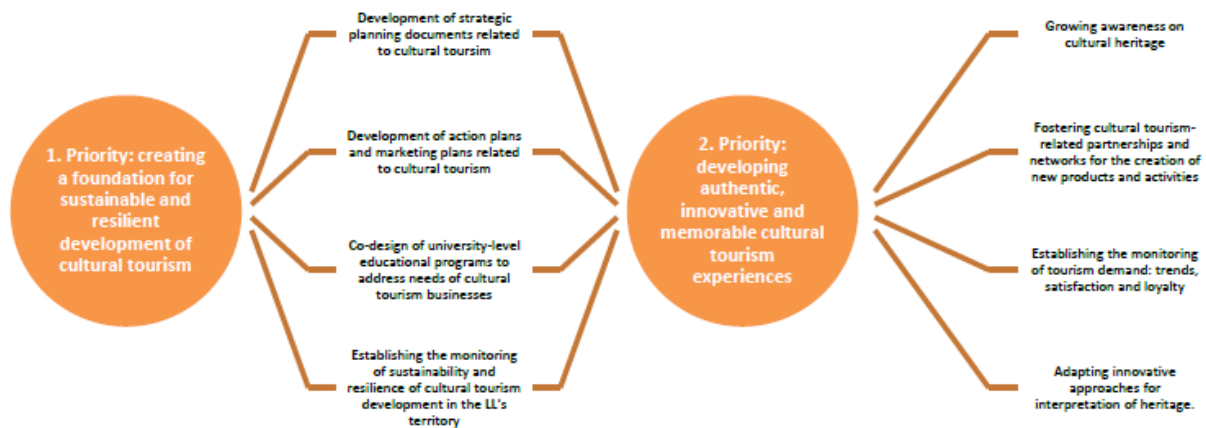 1. Priority: creating
a foundation for
sustainable and
resilient
development of
cultural tourism
Development of strategic
planning documents related
to cultural toursim
Development of action plans
and marketing plans related
to cultural tourism
Co-design of university-level
educational programs to
address needs of cultural
tourism businesses
Establishing the monitoring
of sustainability and
resilience of cultural tourism
development in the LL's
territory
2. Priority:
developing
authentic,
innovative and
memorable cultural
tourism
experiences
Growing awareness on
cultural heritage
Fostering cultural tourism-
related partnerships and
networks for the creation of
new products and activities
Establishing the monitoring
of tourism demand: trends,
satisfaction and loyalty
Adapting innovative
approaches for
interpretation of heritage.